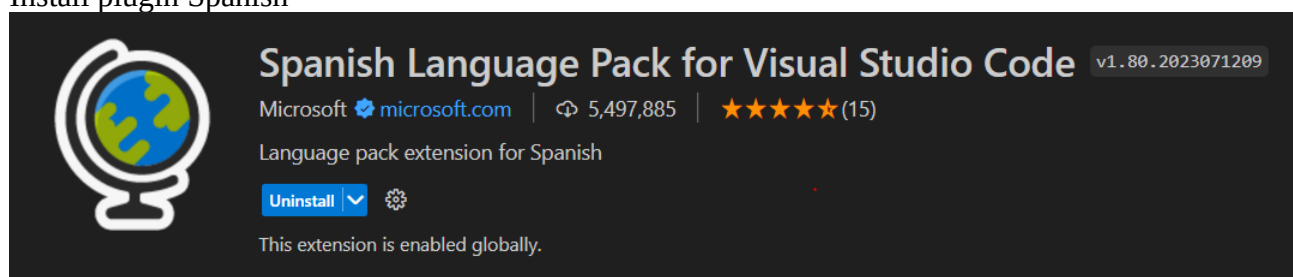 Install plugin Spanish
Spanish Language Pack for Visual Studio Code v1.80.2023071209
Microsoft microsoft.com 5,497,885 (15)
Language pack extension for Spanish
Uninstall
This extension is enabled globally.